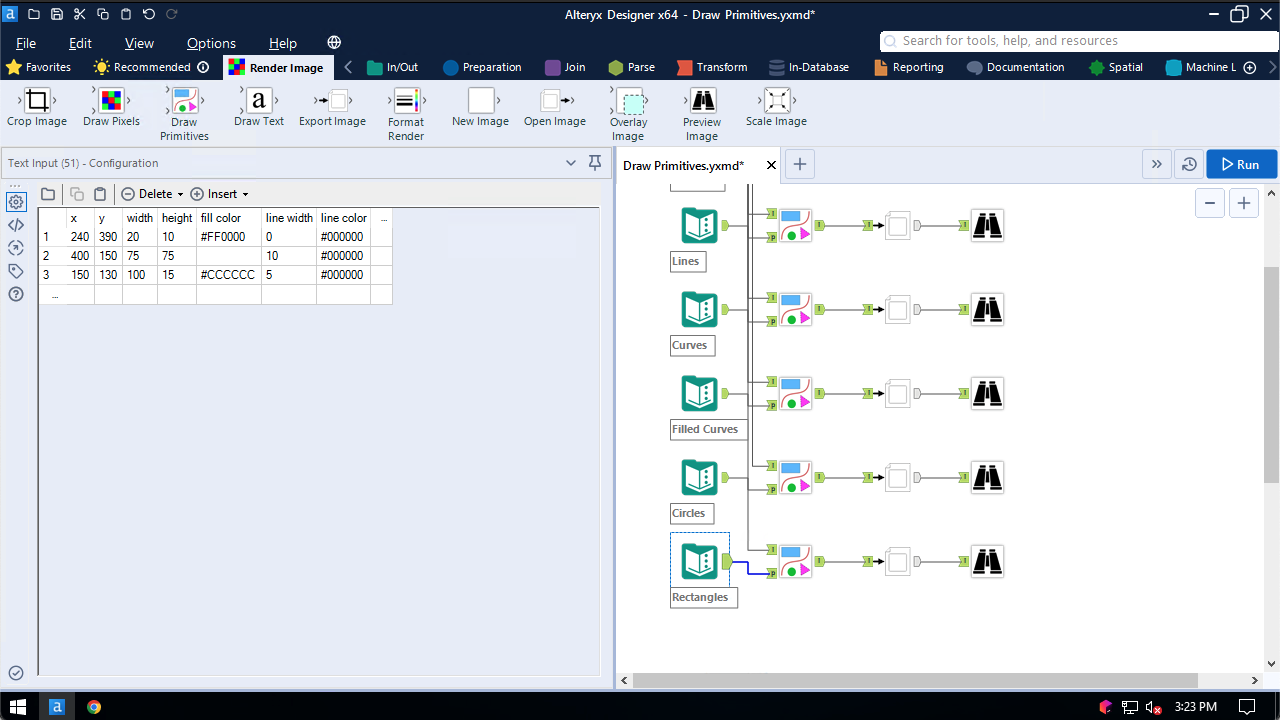 Alteryx Designer x64 - Draw Primitives.yxmd*
File Edit View Options Help
Search for tools, help, and resources
Favorites Recommended Render Image In/Out Preparation Join Parse Transform In-Database Reporting Documentation Spatial Machine L
Crop Image Draw Pixels Draw Primitives Draw Text Export Image Format Render New Image Open Image Overlay Image Preview Image Scale Image
Text Input (51) - Configuration
Draw Primitives.yxmd*
Run
Delete Insert
x y width height fill color line width line color ...
1 240 390 20 10 #FF0000 0 #000000
2 400 150 75 75 10 #000000
3 150 130 100 15 #CCCCCC 5 #000000
...
Lines
Curves
Filled Curves
Circles
Rectangles
3:23 PM